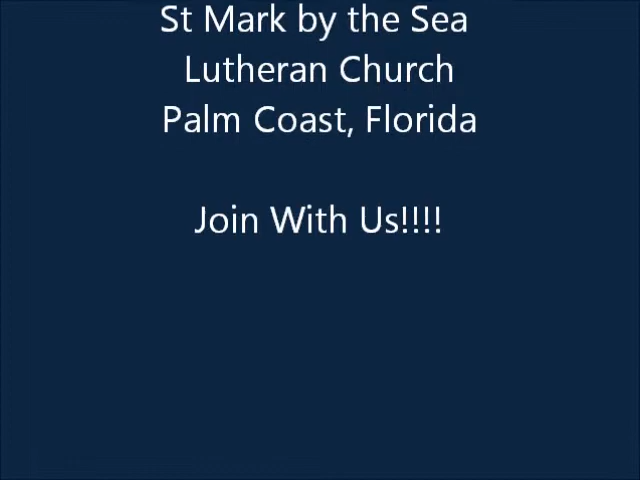 St Mark by the Sea
Lutheran Church
Palm Coast, Florida
Join With Us!!!!